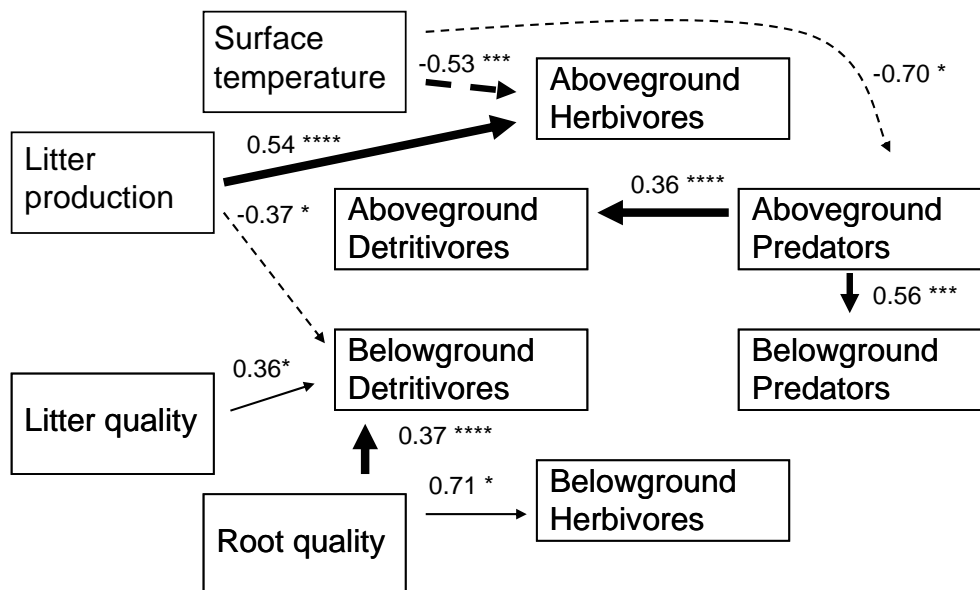 Surface
temperature
-0.53 ***
Aboveground
Herbivores
-0.70 *
Litter
production
0.54 ****
-0.37 *
Aboveground
Detritivores
0.36 ****
Aboveground
Predators
0.56 ***
Belowground
Detritivores
Belowground
Predators
Litter quality
0.36*
0.37 ****
Root quality
0.71 *
Belowground
Herbivores